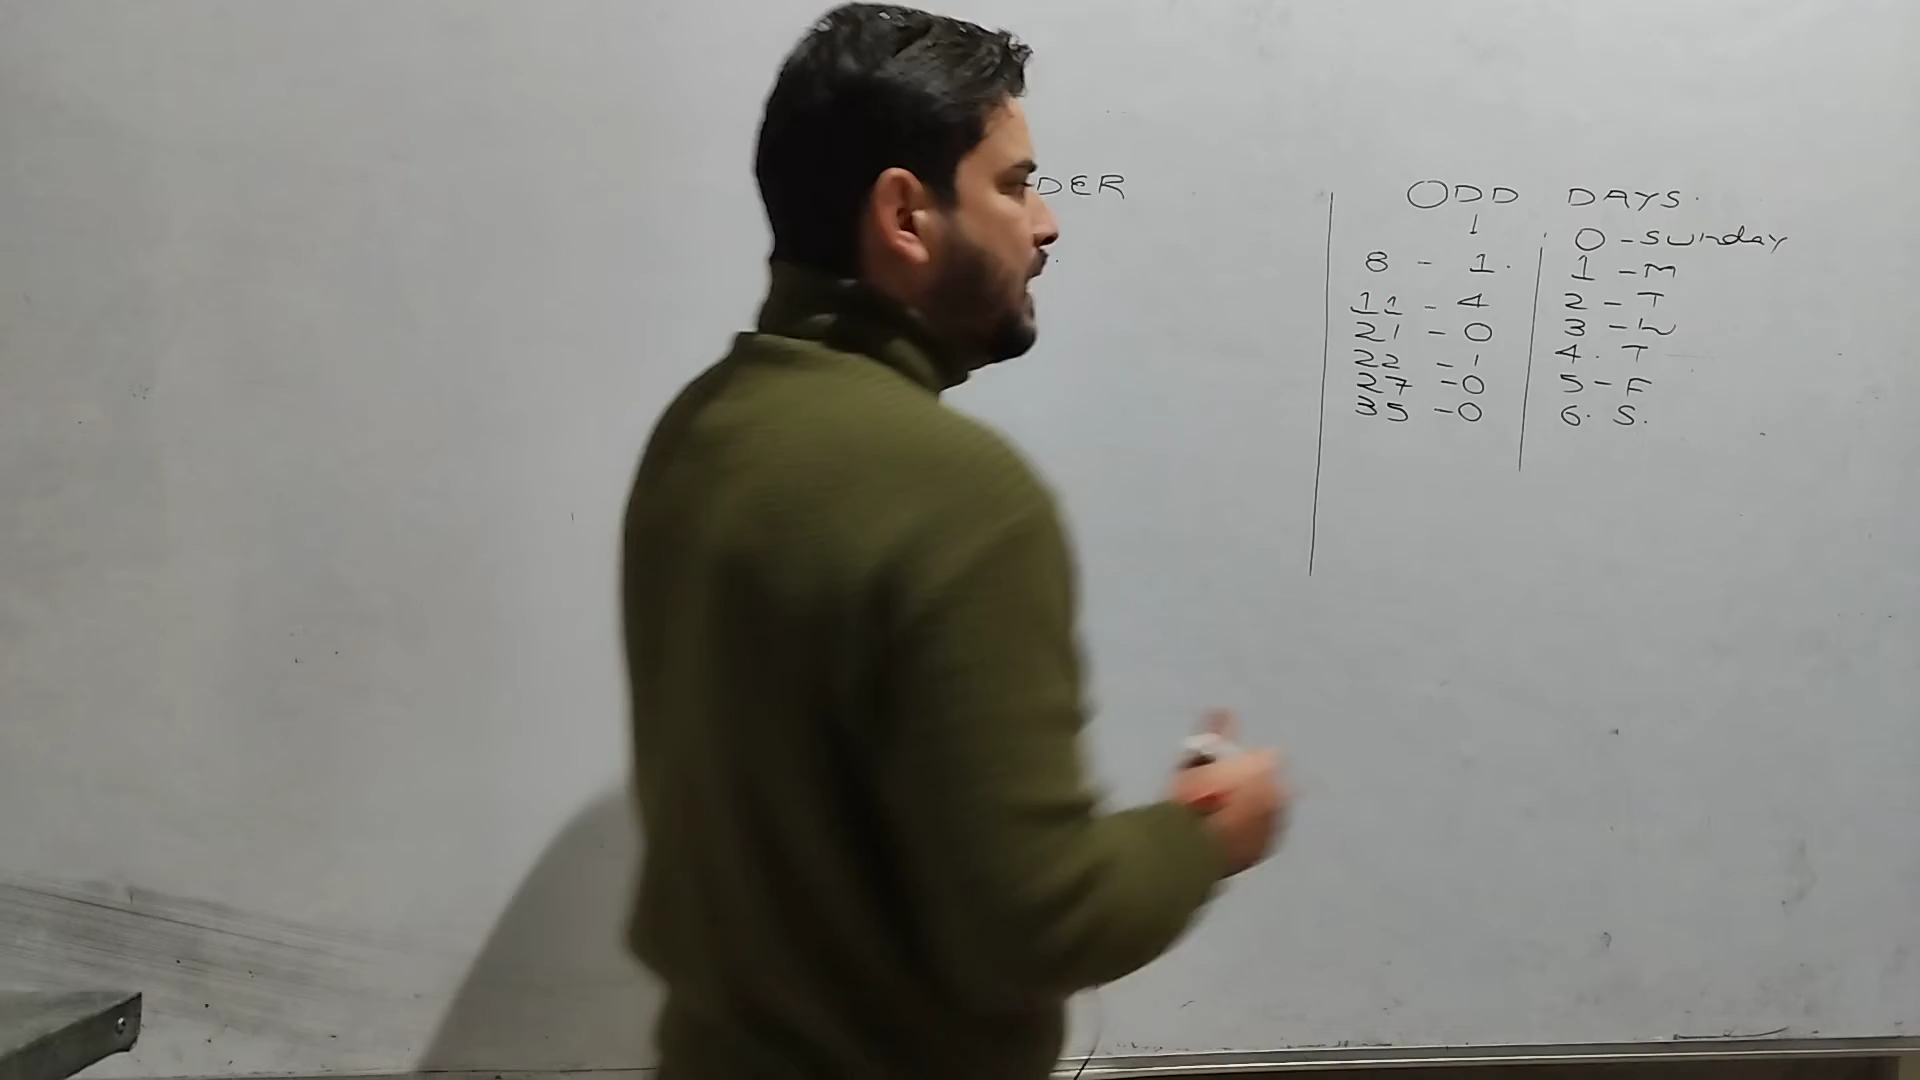 DER
ODD DAYS.
1
8 - 1.
11 - 4
21 - 0
22 - 1
27 - 0
35 - 0
0 - Sunday
1 - M
2 - T
3 - W
4. T
5 - F
6. S.